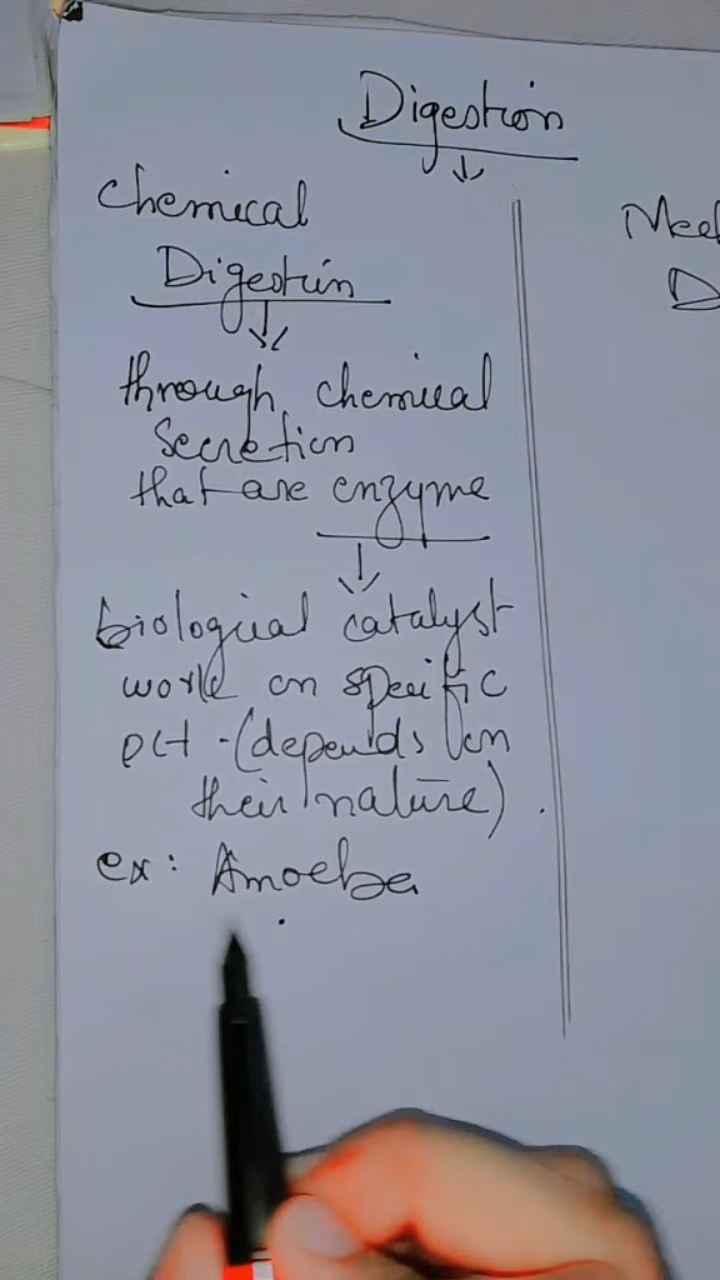 Digestion
Chemical
Digestion
through chemical
secretion
that are enzyme
biological catalyst
work on specific
pH - (depends on
their nature).
ex: Amoeba
D